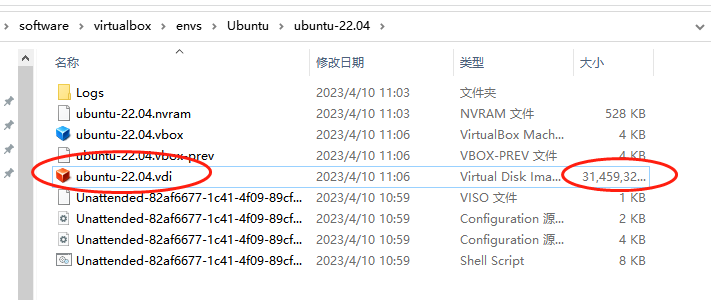 software > virtualbox > envs > Ubuntu > ubuntu-22.04
名称 修改日期 类型 大小
Logs 2023/4/10 11:03 文件夹
ubuntu-22.04.nvram 2023/4/10 11:03 NVRAM 文件 528 KB
ubuntu-22.04.vbox 2023/4/10 11:06 VirtualBox Mach... 4 KB
ubuntu-22.04.vbox-prev 2023/4/10 11:06 VBOX-PREV 文件 4 KB
ubuntu-22.04.vdi 2023/4/10 11:06 Virtual Disk Ima... 31,459,32...
Unattended-82af6677-1c41-4f09-89cf... 2023/4/10 10:59 VISO 文件 2 KB
Unattended-82af6677-1c41-4f09-89cf... 2023/4/10 10:59 Configuration 源... 2 KB
Unattended-82af6677-1c41-4f09-89cf... 2023/4/10 10:59 Configuration 源... 4 KB
Unattended-82af6677-1c41-4f09-89cf... 2023/4/10 10:59 Shell Script 8 KB